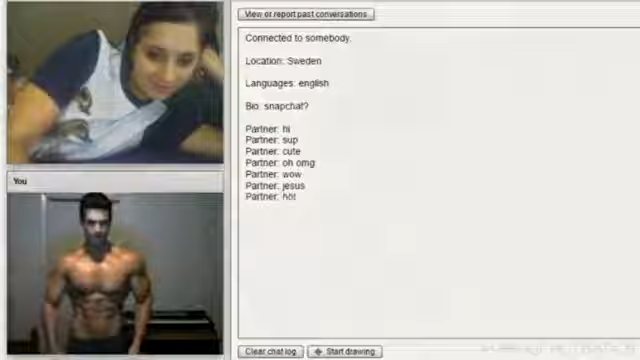 View or report past conversations
Connected to somebody.
Location: Sweden
Languages: english
Bio: snapchat?
Partner: hi
Partner: sup
Partner: cute
Partner: oh omg
Partner: wow
Partner: jesus
Partner: hot
You
Clear chat log
Start drawing